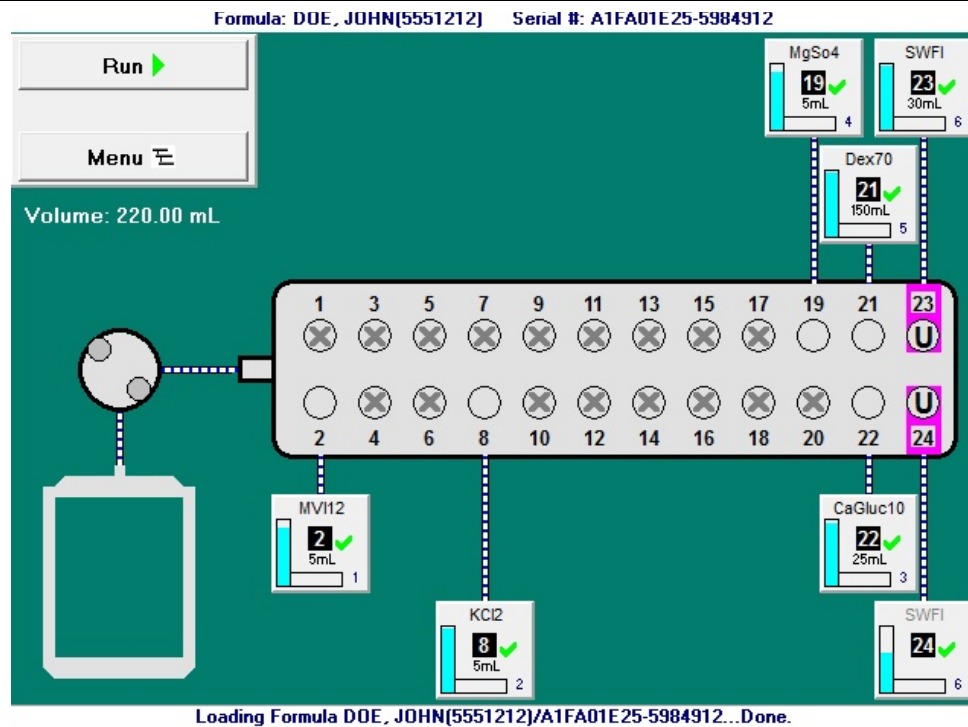 Formula: DOE, JOHN(5551212) Serial #: A1FA01E25-5984912
Run
Menu
Volume: 220.00 mL
MgSo4
19
5mL
4
SWFI
23
30mL
6
Dex70
21
150mL
5
1 3 5 7 9 11 13 15 17 19 21 23
U
U
2 4 6 8 10 12 14 16 18 20 22 24
MVI12
2
5mL
1
CaGluc10
22
25mL
3
KCl2
8
5mL
2
SWFI
24
6
Loading Formula DOE, JOHN(5551212)/A1FA01E25-5984912...Done.